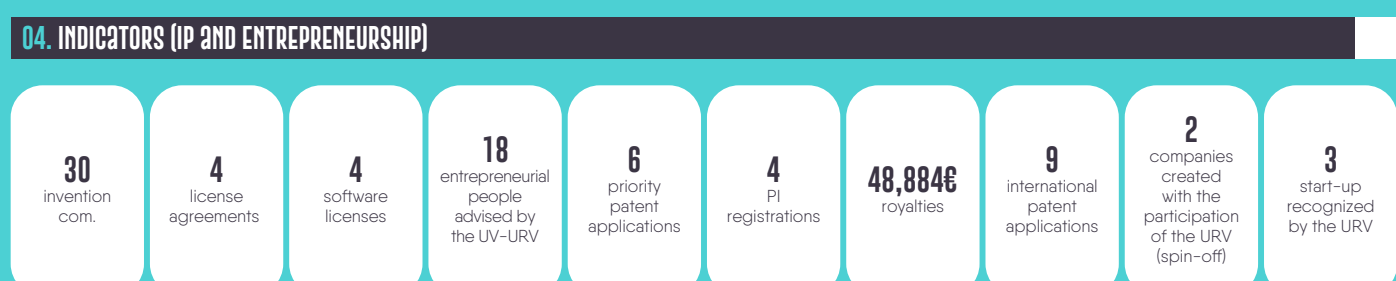 04. INDICATORS (IP AND ENTREPRENEURSHIP)
30
invention
com.
4
license
agreements
4
software
licenses
18
entrepreneurial
people
advised by
the UV-URV
6
priority
patent
applications
4
PI
registrations
48,884€
royalties
9
international
patent
applications
2
companies
created
with the
participation
of the URV
(spin-off)
3
start-up
recognized
by the URV